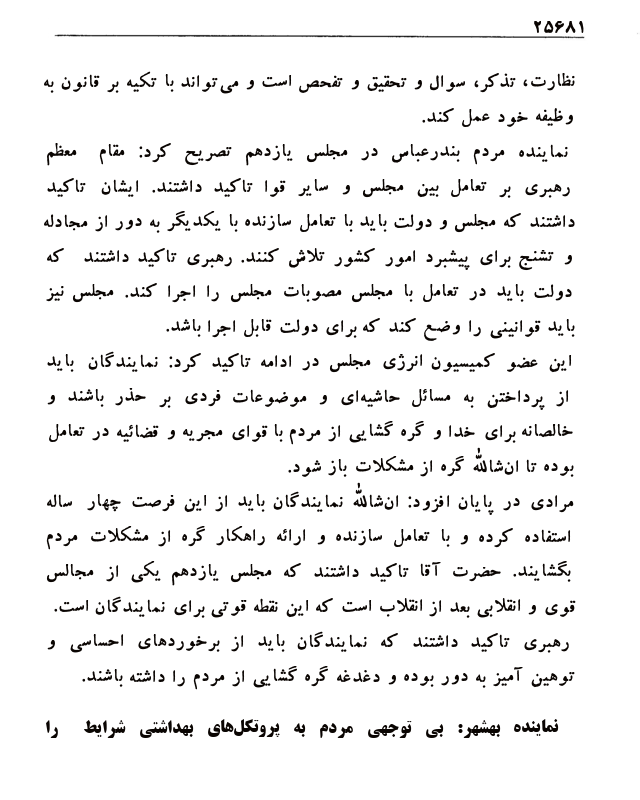 ۲۵۶۸۱
نظارت، تذکر، سوال و تحقیق و تفحص است و می‌تواند با تکیه بر قانون به
وظیفه خود عمل کند.
نماینده مردم بندرعباس در مجلس یازدهم تصریح کرد: مقام معظم
رهبری بر تعامل بین مجلس و سایر قوا تاکید داشتند. ایشان تاکید
داشتند که مجلس و دولت باید با تعامل سازنده با یکدیگر به دور از مجادله
و تشنج برای پیشبرد امور کشور تلاش کنند. رهبری تاکید داشتند که
دولت باید در تعامل با مجلس مصوبات مجلس را اجرا کند. مجلس نیز
باید قوانینی را وضع کند که برای دولت قابل اجرا باشد.
این عضو کمیسیون انرژی مجلس در ادامه تاکید کرد: نمایندگان باید
از پرداختن به مسائل حاشیه‌ای و موضوعات فردی بر حذر باشند و
خالصانه برای خدا و گره گشایی از مردم با قوای مجریه و قضائیه در تعامل
بوده تا ان‌شالله گره از مشکلات باز شود.
مرادی در پایان افزود: ان‌شالله نمایندگان باید از این فرصت چهار ساله
استفاده کرده و با تعامل سازنده و ارائه راهکار گره از مشکلات مردم
بگشایند. حضرت آقا تاکید داشتند که مجلس یازدهم یکی از مجالس
قوی و انقلابی بعد از انقلاب است که این نقطه قوتی برای نمایندگان است.
رهبری تاکید داشتند که نمایندگان باید از برخوردهای احساسی و
توهین آمیز به دور بوده و دغدغه گره گشایی از مردم را داشته باشند.
نماینده بهشهر: بی توجهی مردم به پروتکل‌های بهداشتی شرایط را